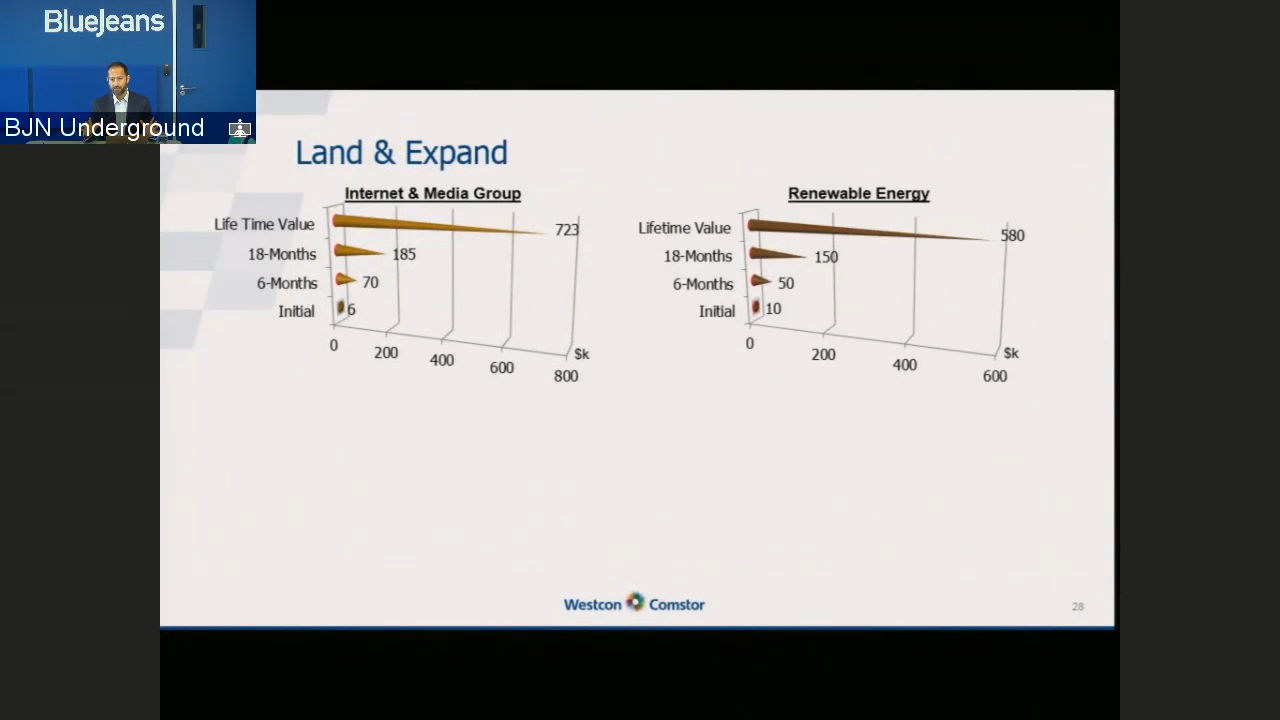 BlueJeans
BJN Underground
Land & Expand
Internet & Media Group
Life Time Value
723
18-Months
185
6-Months
70
Initial
6
0
200
400
600
800
$k
Renewable Energy
Lifetime Value
580
18-Months
150
6-Months
50
Initial
10
0
200
400
600
$k
Westcon Comstor
28